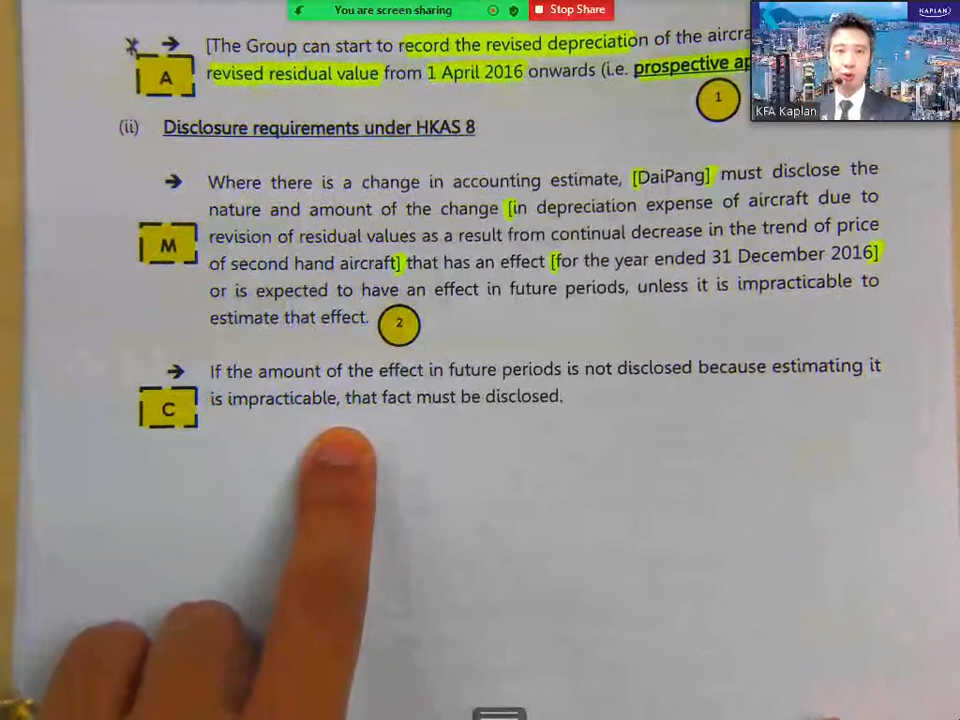 You are screen sharing
Stop Share
KAPLAN
KFA Kaplan
[The Group can start to record the revised depreciation of the
A
revised residual value from 1 April 2016 onwards (i.e. prospective
1
(ii) Disclosure requirements under HKAS 8
Where there is a change in accounting estimate, [DaiPang] must disclose the
nature and amount of the change [in depreciation expense of aircraft due to
M
revision of residual values as a result from continual decrease in the trend of price
of second hand aircraft] that has an effect [for the year ended 31 December 2016]
or is expected to have an effect in future periods, unless it is impracticable to
estimate that effect.
2
If the amount of the effect in future periods is not disclosed because estimating it
C
is impracticable, that fact must be disclosed.